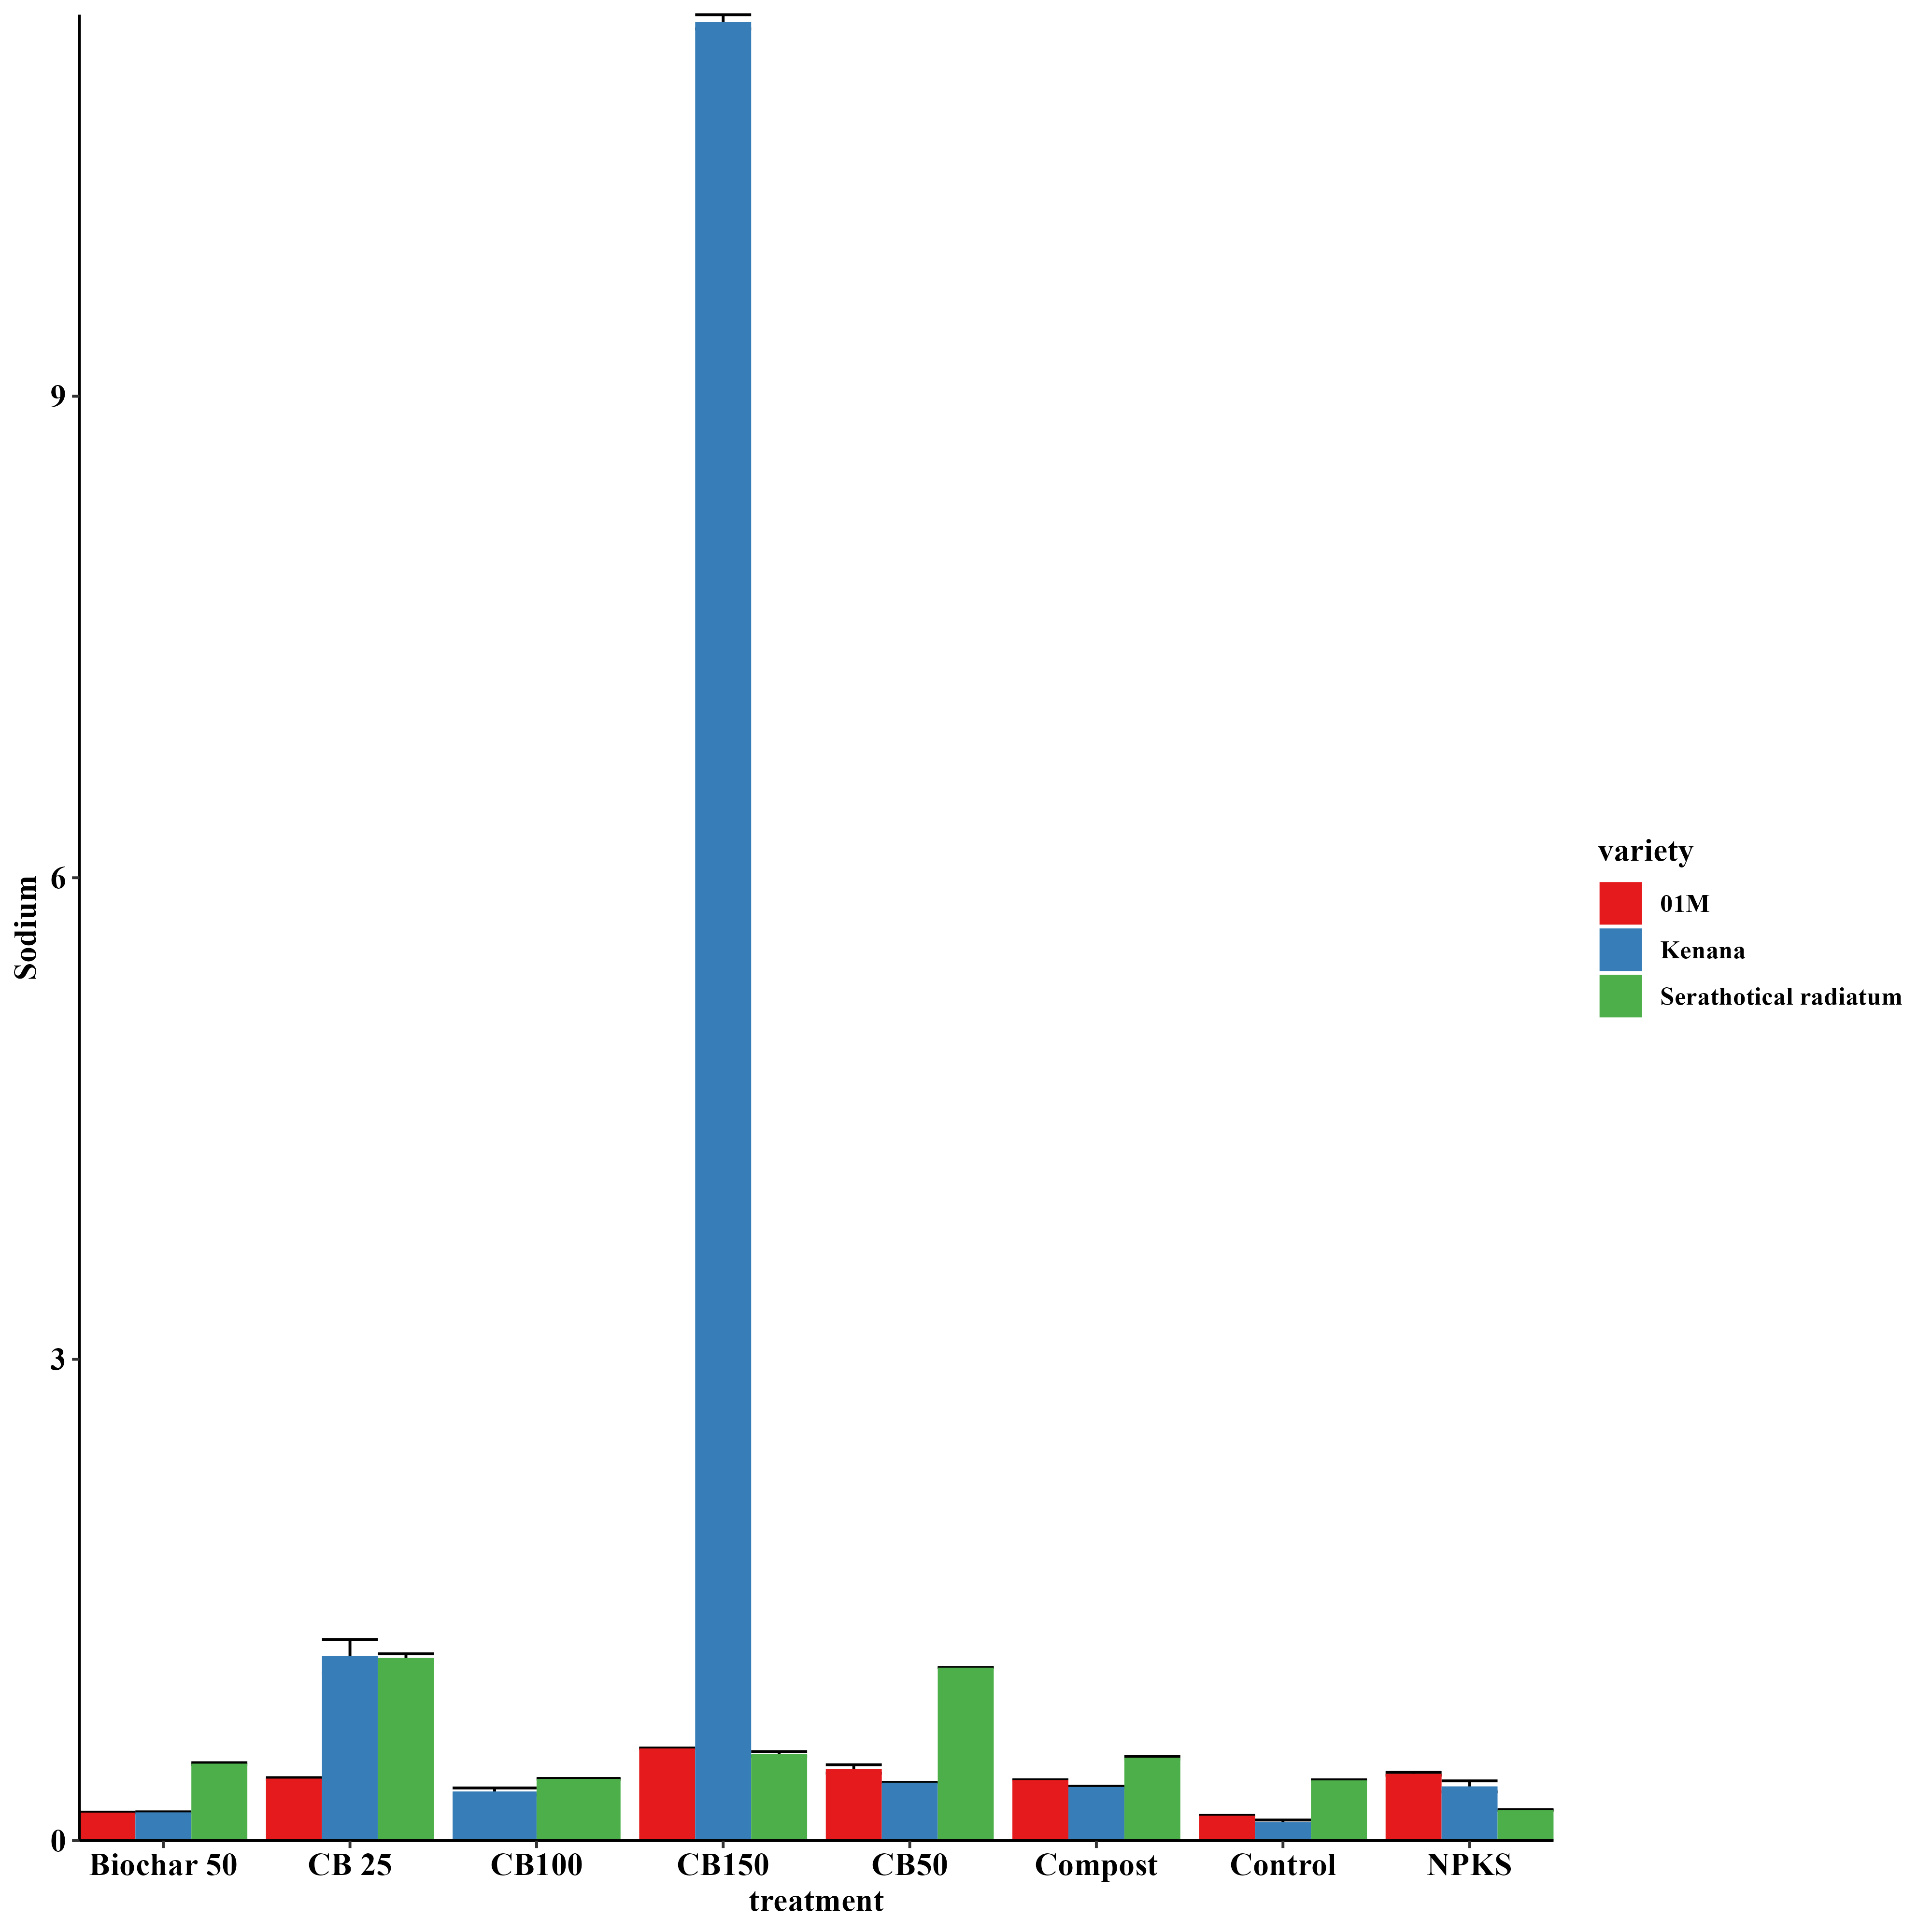 Sodium
9
6
3
0
Biochar 50 CB 25 CB100 CB150 CB50 Compost Control NPKS
treatment
variety
01M
Kenana
Serathotical radiatum